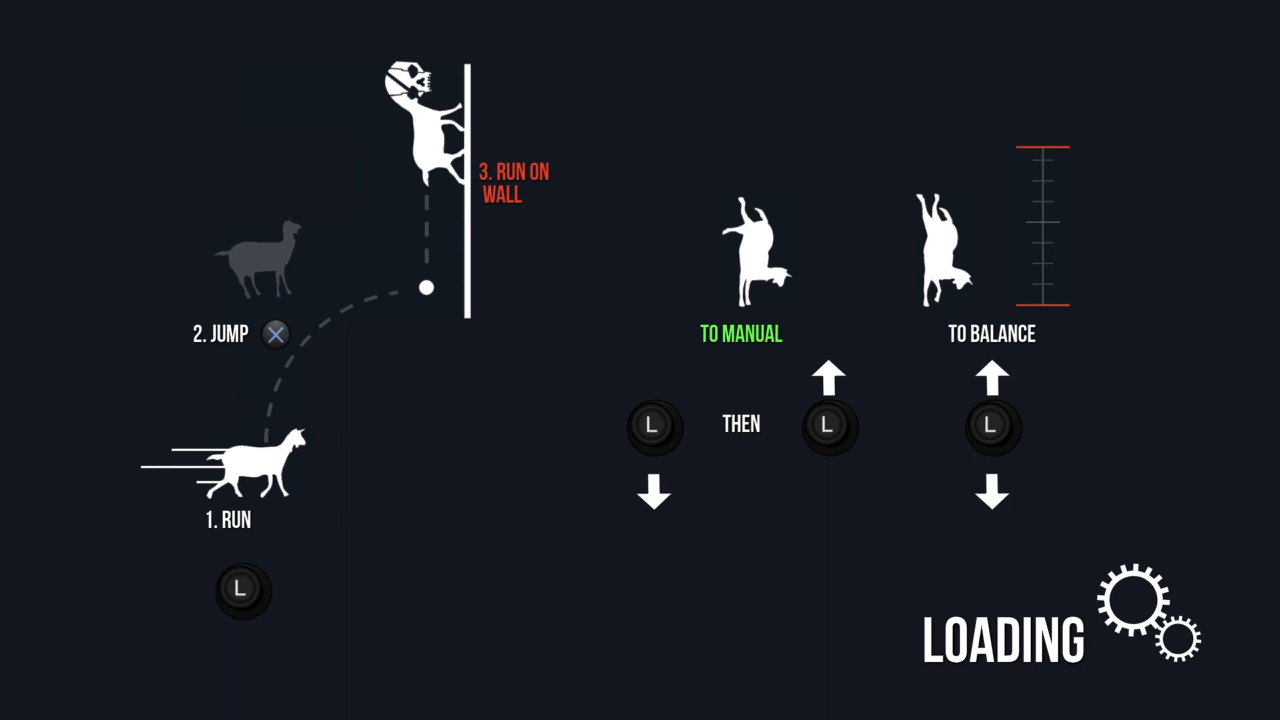 3. RUN ON
WALL
2. JUMP
1. RUN
L
TO MANUAL
L
THEN
L
TO BALANCE
L
LOADING